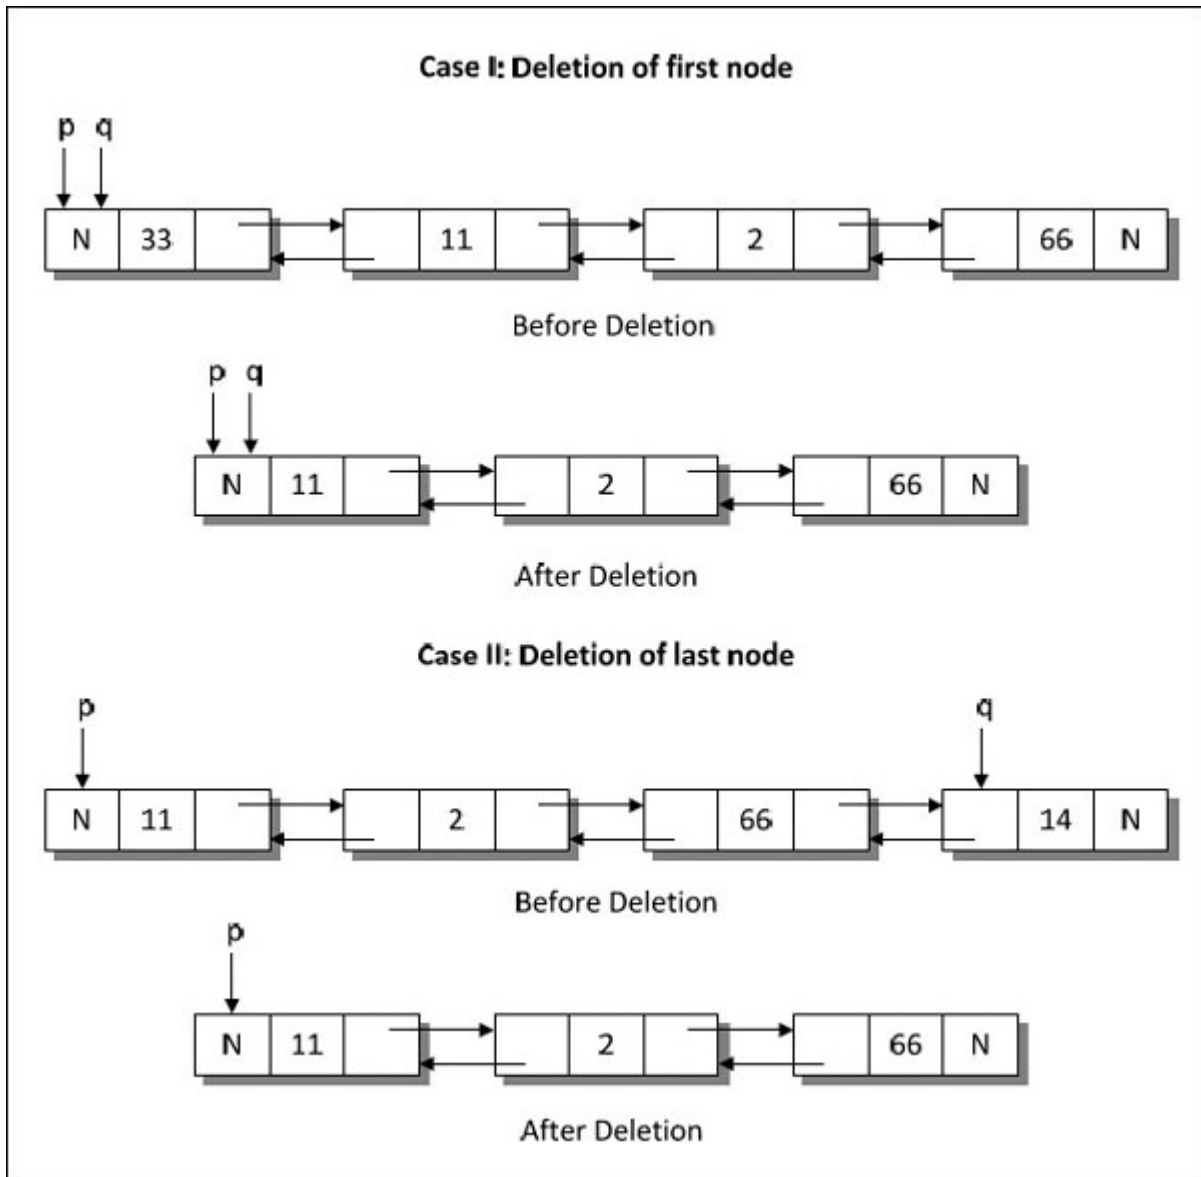 Case I: Deletion of first node
p q
N 33 11 2 66 N
Before Deletion
p q
N 11 2 66 N
After Deletion
Case II: Deletion of last node
p q
N 11 2 66 14 N
Before Deletion
p
N 11 2 66 N
After Deletion